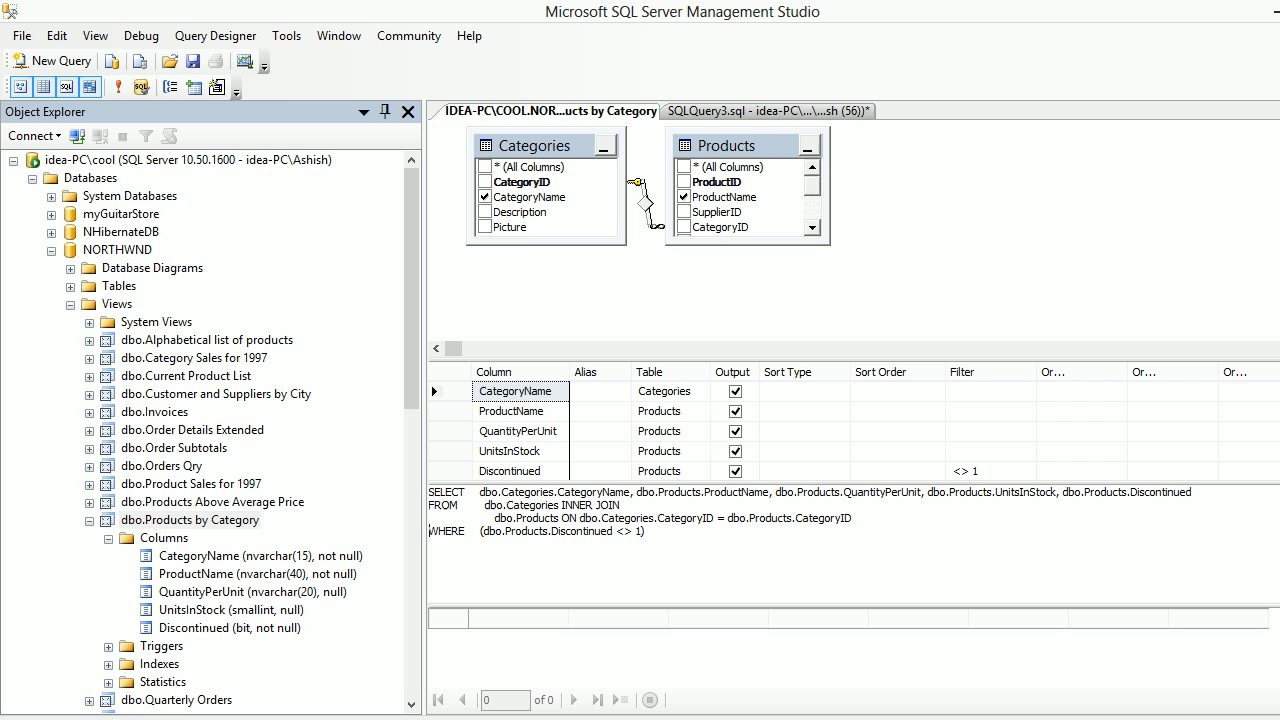 Microsoft SQL Server Management Studio
File Edit View Debug Query Designer Tools Window Community Help
New Query
Object Explorer
Connect
idea-PC\cool (SQL Server 10.50.1600 - idea-PC\Ashish)
Databases
System Databases
myGuitarStore
NHibernateDB
NORTHWND
Database Diagrams
Tables
Views
System Views
dbo.Alphabetical list of products
dbo.Category Sales for 1997
dbo.Current Product List
dbo.Customer and Suppliers by City
dbo.Invoices
dbo.Order Details Extended
dbo.Order Subtotals
dbo.Orders Qry
dbo.Product Sales for 1997
dbo.Products Above Average Price
dbo.Products by Category
Columns
CategoryName (nvarchar(15), not null)
ProductName (nvarchar(40), not null)
QuantityPerUnit (nvarchar(20), null)
UnitsInStock (smallint, null)
Discontinued (bit, not null)
Triggers
Indexes
Statistics
dbo.Quarterly Orders
IDEA-PC\COOL.NOR...ucts by Category SQLQuery3.sql - idea-PC\...\...sh (56))*
Categories
* (All Columns)
CategoryID
CategoryName
Description
Picture
Products
* (All Columns)
ProductID
ProductName
SupplierID
CategoryID
Column Alias Table Output Sort Type Sort Order Filter Or... Or... Or...
CategoryName Categories
ProductName Products
QuantityPerUnit Products
UnitsInStock Products
Discontinued Products <> 1
SELECT dbo.Categories.CategoryName, dbo.Products.ProductName, dbo.Products.QuantityPerUnit, dbo.Products.UnitsInStock, dbo.Products.Discontinued
FROM dbo.Categories INNER JOIN
dbo.Products ON dbo.Categories.CategoryID = dbo.Products.CategoryID
WHERE (dbo.Products.Discontinued <> 1)
0 of 0